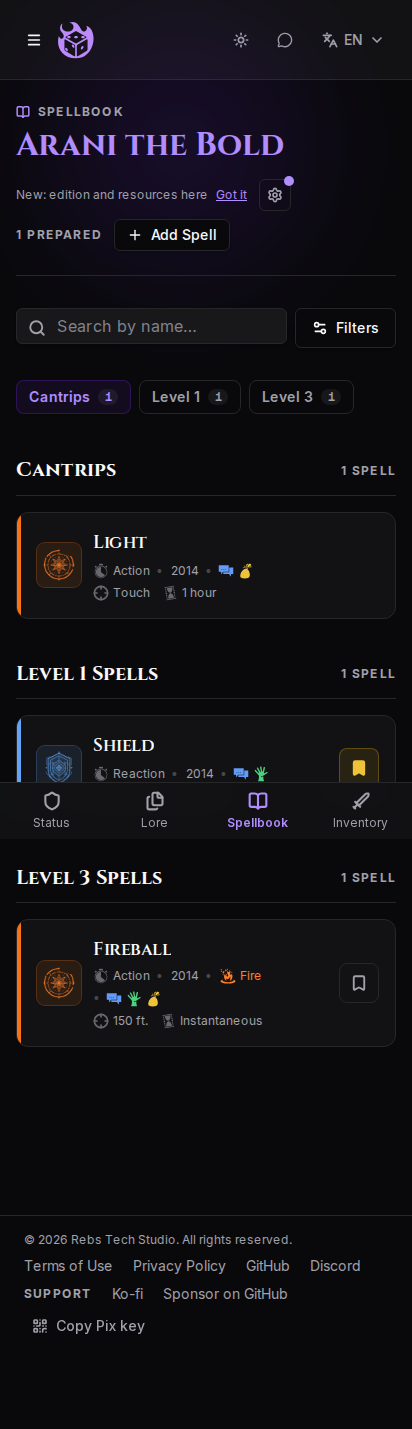 EN
SPELLBOOK
Arani the Bold
New: edition and resources here Got it
1 PREPARED
Add Spell
Search by name...
Filters
Cantrips 1
Level 1 1
Level 3 1
Cantrips
1 SPELL
Light
Action • 2014 •
Touch 1 hour
Level 1 Spells
1 SPELL
Shield
Reaction • 2014 •
Status
Lore
Spellbook
Inventory
Level 3 Spells
1 SPELL
Fireball
Action • 2014 • Fire
•
150 ft. Instantaneous
© 2026 Rebs Tech Studio. All rights reserved.
Terms of Use Privacy Policy GitHub Discord
SUPPORT Ko-fi Sponsor on GitHub
Copy Pix key